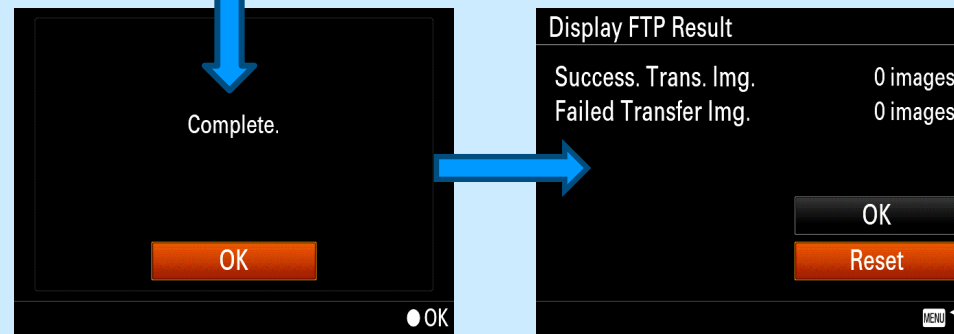 Complete.
OK
OK
Display FTP Result
Success. Trans. Img. 0 images
Failed Transfer Img. 0 images
OK
Reset
MENU